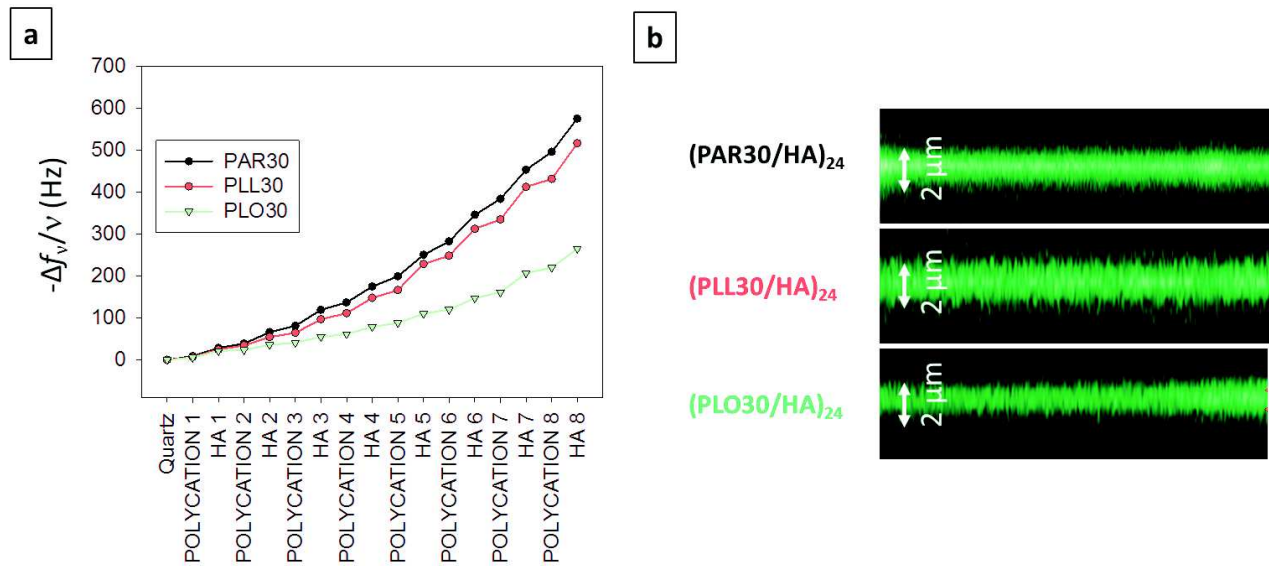 a
-Δfν/ν (Hz)
700
600
500
400
300
200
100
0
PAR30
PLL30
PLO30
Quartz
POLYCATION 1
HA 1
POLYCATION 2
HA 2
POLYCATION 3
HA 3
POLYCATION 4
HA 4
POLYCATION 5
HA 5
POLYCATION 6
HA 6
POLYCATION 7
HA 7
POLYCATION 8
HA 8
b
(PAR30/HA)24
2 µm
(PLL30/HA)24
2 µm
(PLO30/HA)24
2 µm